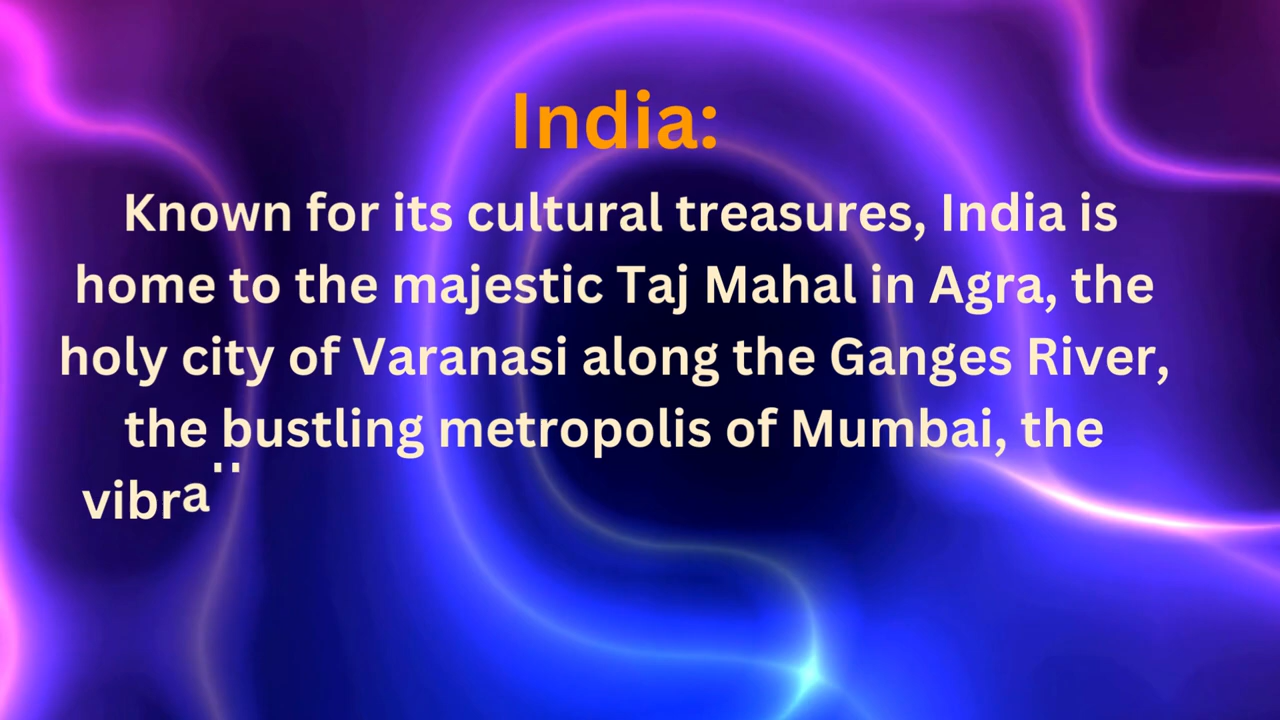 India:
Known for its cultural treasures, India is
home to the majestic Taj Mahal in Agra, the
holy city of Varanasi along the Ganges River,
the bustling metropolis of Mumbai, the
vibra